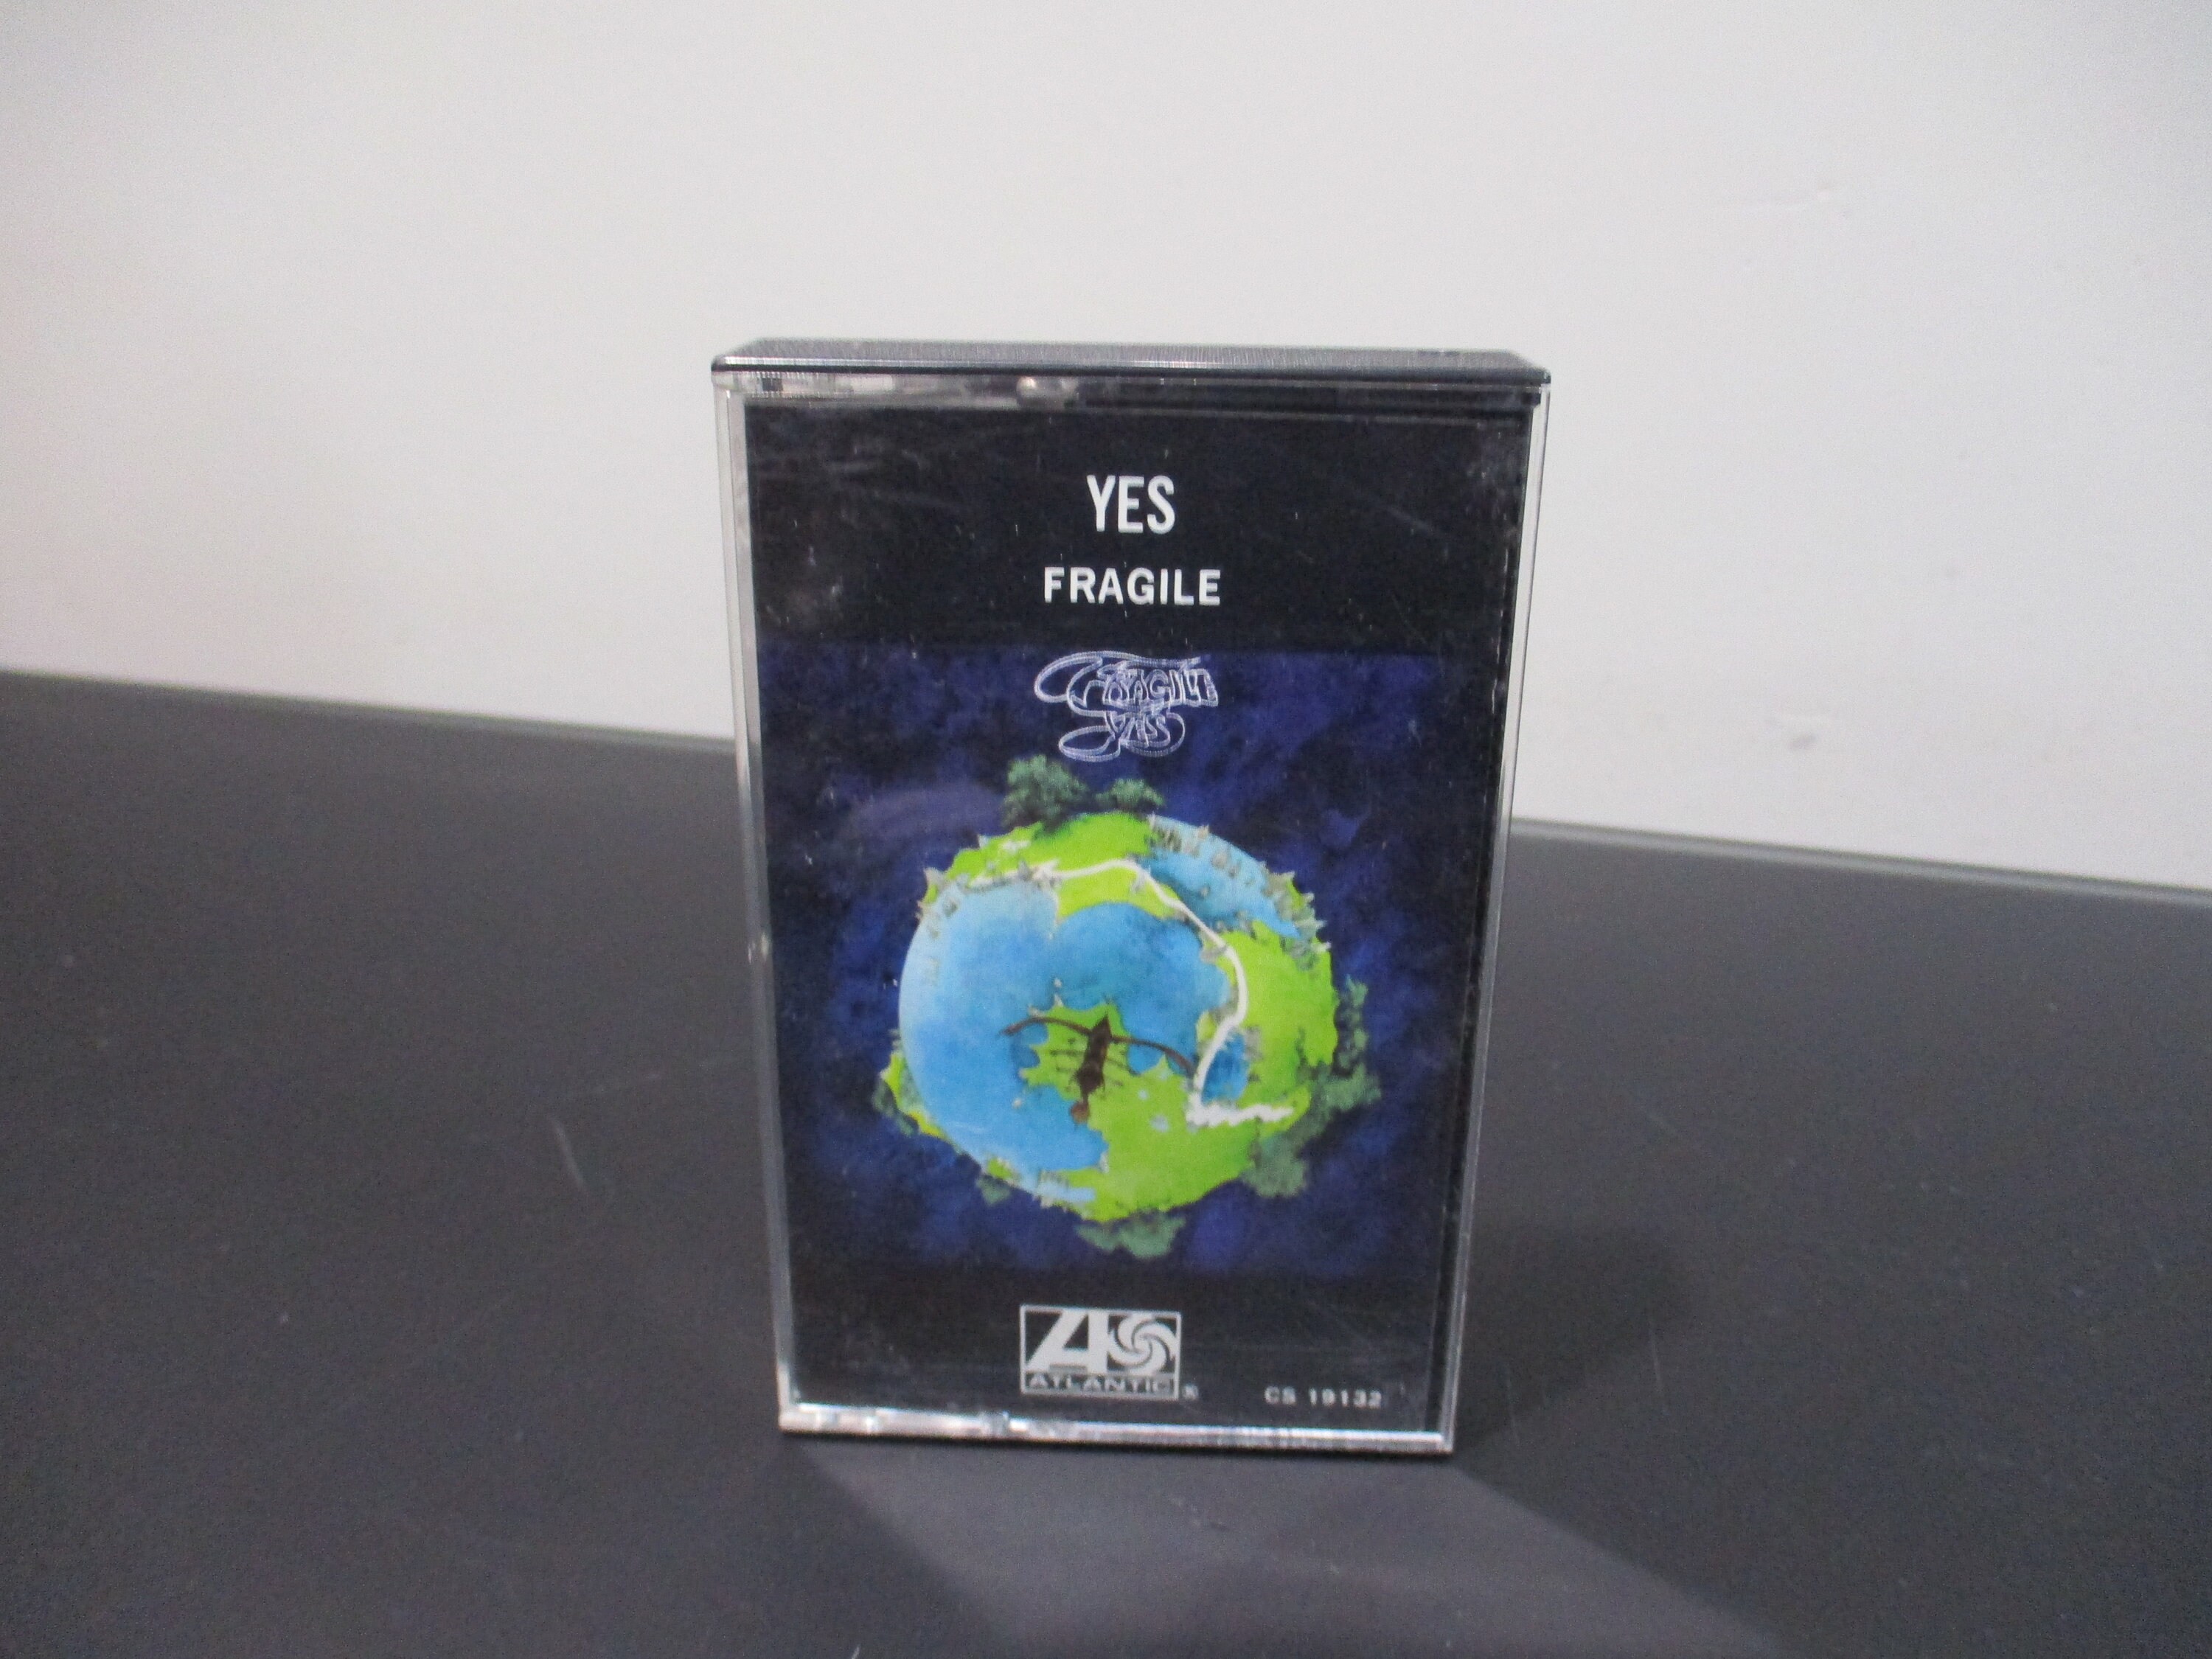 YES
FRAGILE
FRAGILE
YES
ATLANTIC®
CS 19132